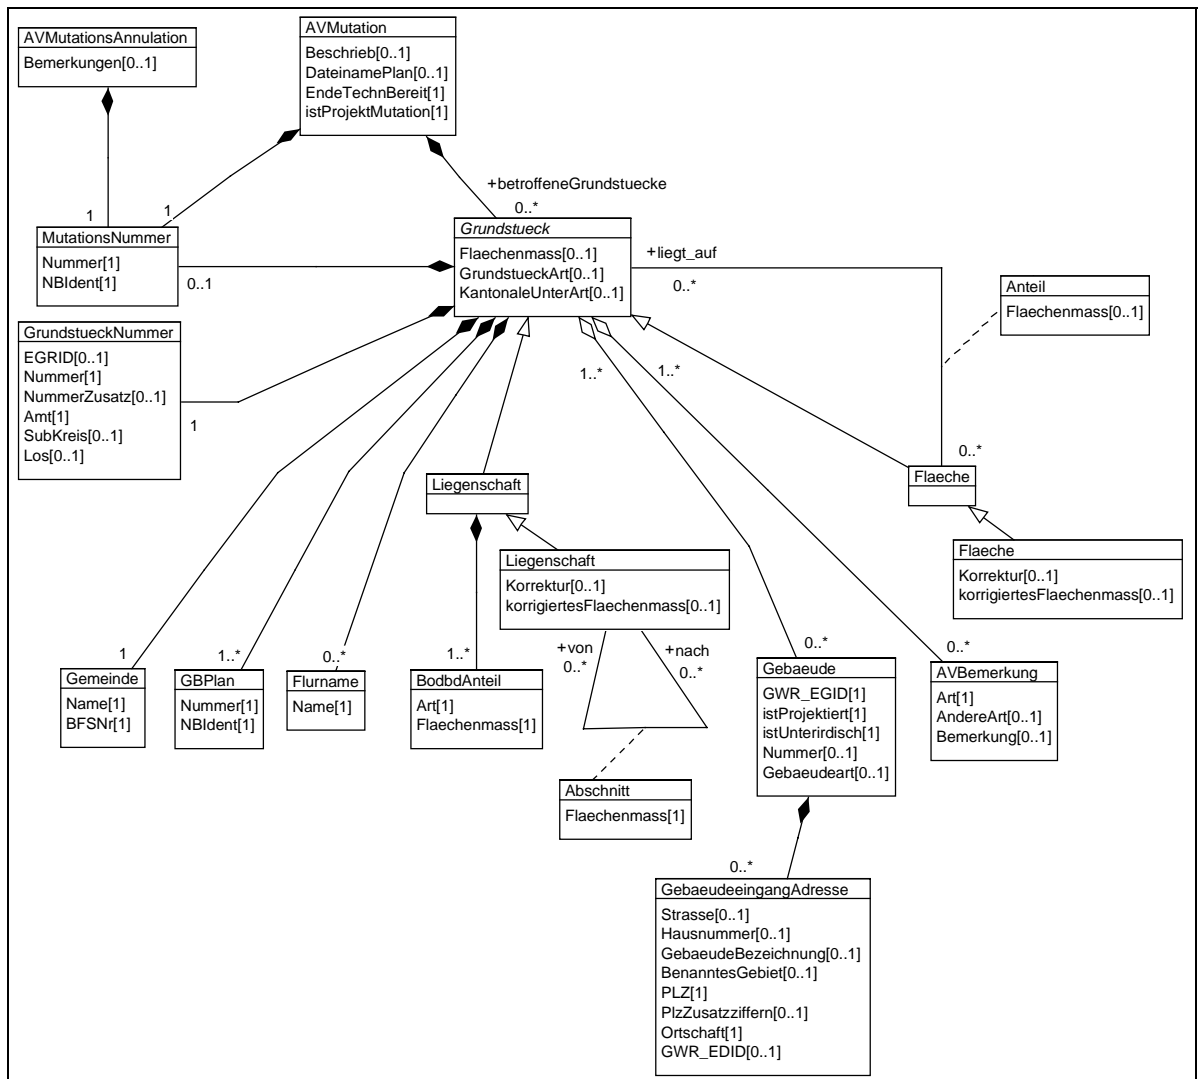 AVMutationsAnnulation
Bemerkungen[0..1]
AVMutation
Beschrieb[0..1]
DateinamePlan[0..1]
EndeTechnBereit[1]
istProjektMutation[1]
+betroffeneGrundstuecke
0..*
1
1
MutationsNummer
Nummer[1]
NBIdent[1]
0..1
Grundstueck
Flaechenmass[0..1]
GrundstueckArt[0..1]
KantonaleUnterArt[0..1]
+liegt_auf
0..*
Anteil
Flaechenmass[0..1]
GrundstueckNummer
EGRID[0..1]
Nummer[1]
NummerZusatz[0..1]
Amt[1]
SubKreis[0..1]
Los[0..1]
1
1..*
1..*
0..*
Liegenschaft
Flaeche
Liegenschaft
Korrektur[0..1]
korrigiertesFlaechenmass[0..1]
Flaeche
Korrektur[0..1]
korrigiertesFlaechenmass[0..1]
+von
0..*
+nach
0..*
1
1..*
0..*
1..*
0..*
0..*
Gemeinde
Name[1]
BFSNr[1]
GBPlan
Nummer[1]
NBIdent[1]
Flurname
Name[1]
BodbdAnteil
Art[1]
Flaechenmass[1]
Gebaeude
GWR_EGID[1]
istProjektiert[1]
istUnterirdisch[1]
Nummer[0..1]
Gebaeudeart[0..1]
AVBemerkung
Art[1]
AndereArt[0..1]
Bemerkung[0..1]
Abschnitt
Flaechenmass[1]
0..*
GebaeudeeingangAdresse
Strasse[0..1]
Hausnummer[0..1]
GebaeudeBezeichnung[0..1]
BenanntesGebiet[0..1]
PLZ[1]
PlzZusatzziffern[0..1]
Ortschaft[1]
GWR_EDID[0..1]